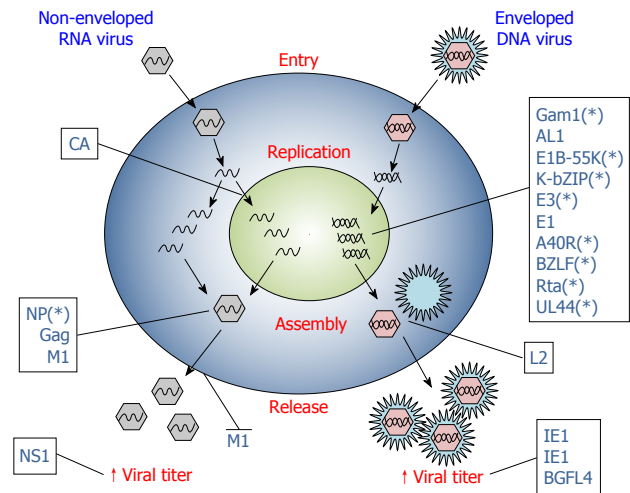 Non-enveloped
RNA virus
Enveloped
DNA virus
Entry
CA
Replication
Gam1(*)
AL1
E1B-55K(*)
K-bZIP(*)
E3(*)
E1
A40R(*)
BZLF(*)
Rta(*)
UL44(*)
NP(*)
Gag
M1
Assembly
L2
Release
M1
NS1
↑ Viral titer
↑ Viral titer
IE1
IE1
BGFL4